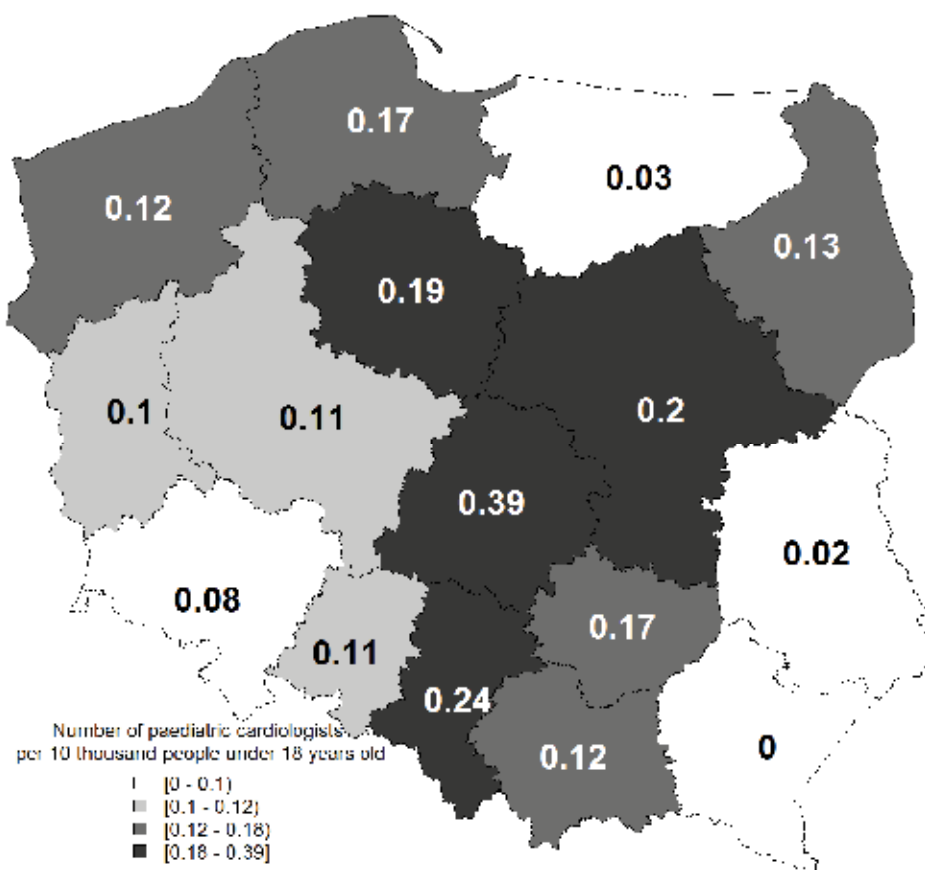 0.17
0.03
0.12
0.13
0.19
0.1
0.11
0.2
0.39
0.02
0.08
0.17
0.11
0.24
0.12
0
Number of paediatric cardiologists
per 10 thousand people under 18 years old
[0 - 0.1)
[0.1 - 0.12)
[0.12 - 0.18)
[0.18 - 0.39]